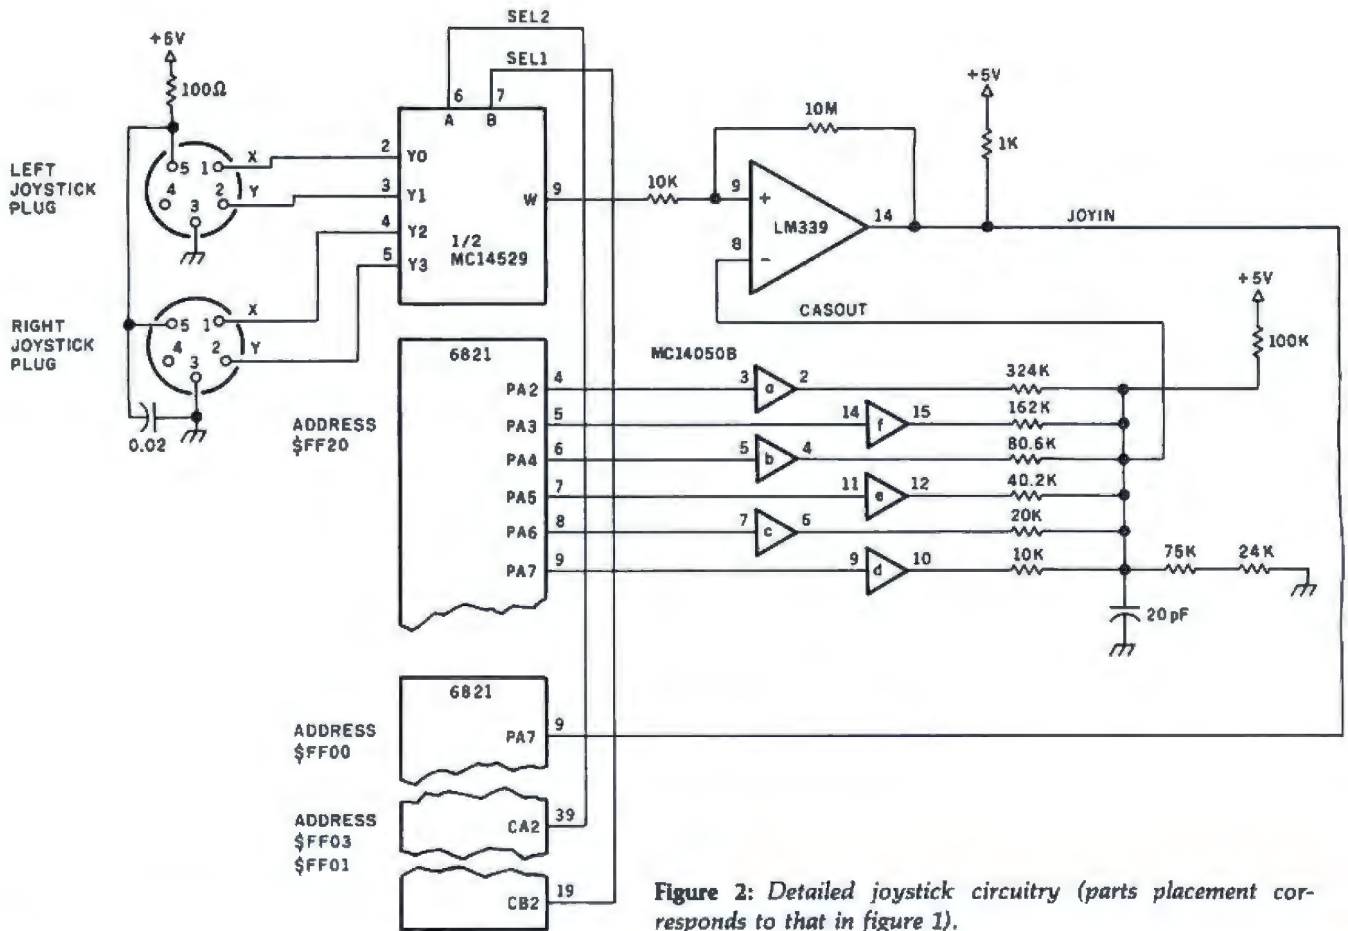 SEL2
SEL1
+6V
100Ω
6
7
A
B
LEFT
JOYSTICK
PLUG
5
1
X
4
2
Y
3
2
Y0
3
Y1
4
Y2
5
Y3
1/2
MC14529
W
9
10K
10M
9
+
8
−
LM339
14
+5V
1K
JOYIN
CASOUT
RIGHT
JOYSTICK
PLUG
5
1
X
4
2
Y
3
0.02
+5V
100K
ADDRESS
$FF20
6821
MC14050B
PA2
4
3
a
2
324K
PA3
5
14
f
15
162K
PA4
6
5
b
4
80.6K
PA5
7
11
e
12
40.2K
PA6
8
7
c
6
20K
PA7
9
9
d
10
10K
75K
24K
20pF
ADDRESS
$FF00
6821
PA7
9
ADDRESS
$FF03
$FF01
CA2
39
CB2
19
Figure 2: Detailed joystick circuitry (parts placement cor-
responds to that in figure 1).